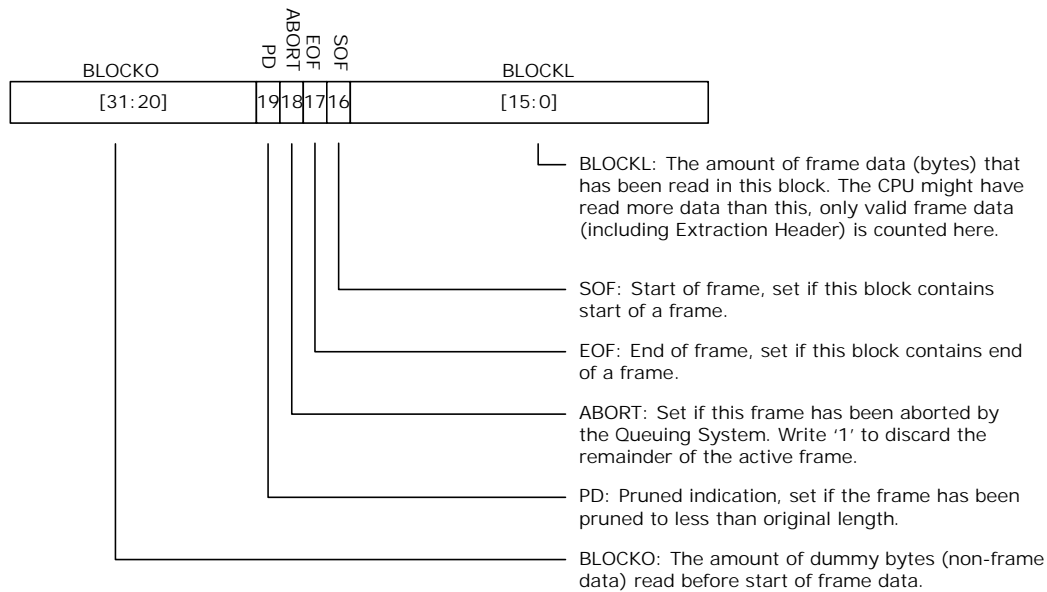 BLOCKO PD ABORT EOF SOF BLOCKL
[31:20] 19 18 17 16 [15:0]
BLOCKL: The amount of frame data (bytes) that
has been read in this block. The CPU might have
read more data than this, only valid frame data
(including Extraction Header) is counted here.
SOF: Start of frame, set if this block contains
start of a frame.
EOF: End of frame, set if this block contains end
of a frame.
ABORT: Set if this frame has been aborted by
the Queuing System. Write ‘1’ to discard the
remainder of the active frame.
PD: Pruned indication, set if the frame has been
pruned to less than original length.
BLOCKO: The amount of dummy bytes (non-frame
data) read before start of frame data.